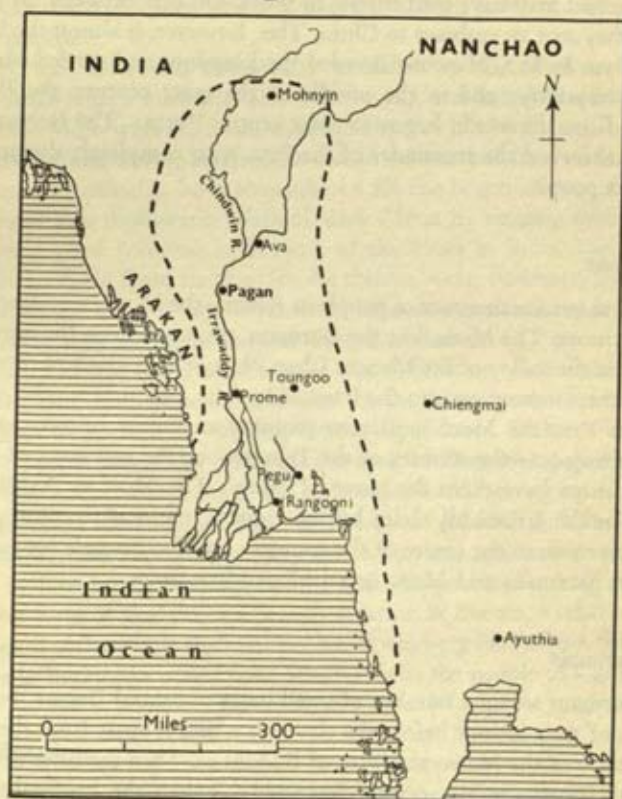 INDIA
NANCHAO
Mohnyin
N
Chindwin R.
Ava
ARAKAN
Pagan
Irrawaddy
Toungoo
Prome
Chiengmai
Pegu
(Rangoon)
Indian
Ocean
Ayuthia
Miles
0 300